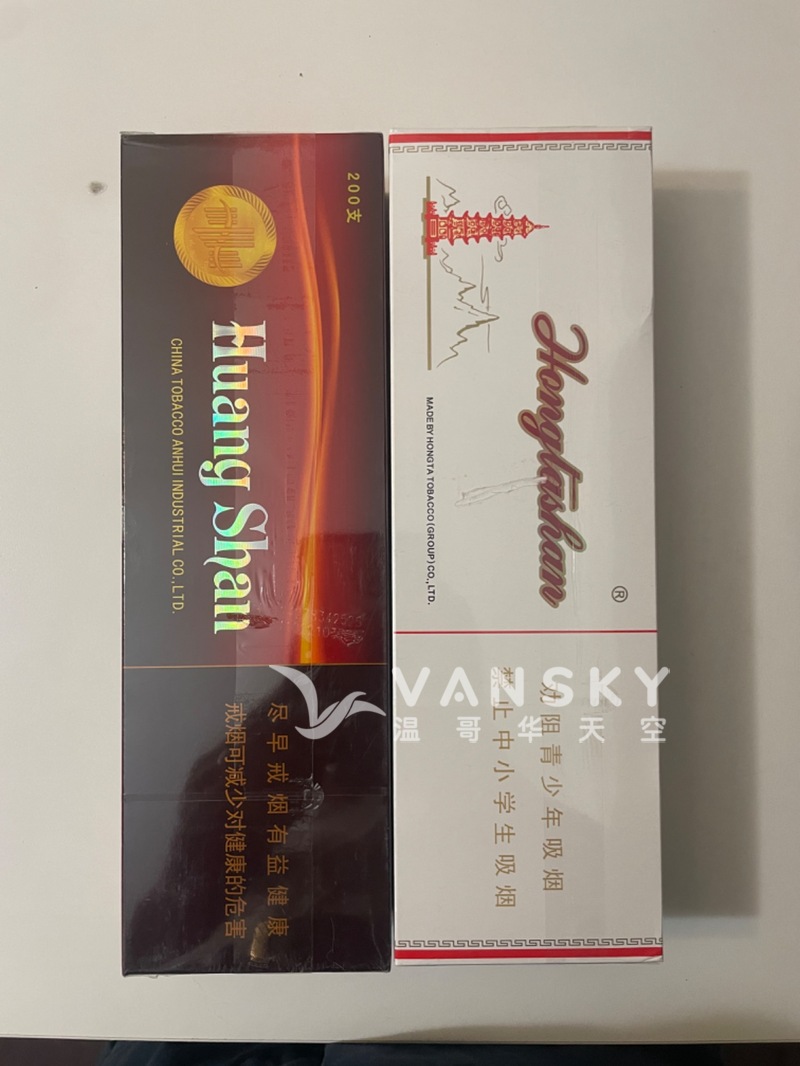 200支
Huang Shan
CHINA TOBACCO ANHUI INDUSTRIAL CO.,LTD.
尽早戒烟有益健康
戒烟可减少对健康的危害
Hongtashan
®
MADE BY HONGTA TOBACCO (GROUP) CO., LTD.
劝阻青少年吸烟
禁止中小学生吸烟
VANSKY
温哥华天空